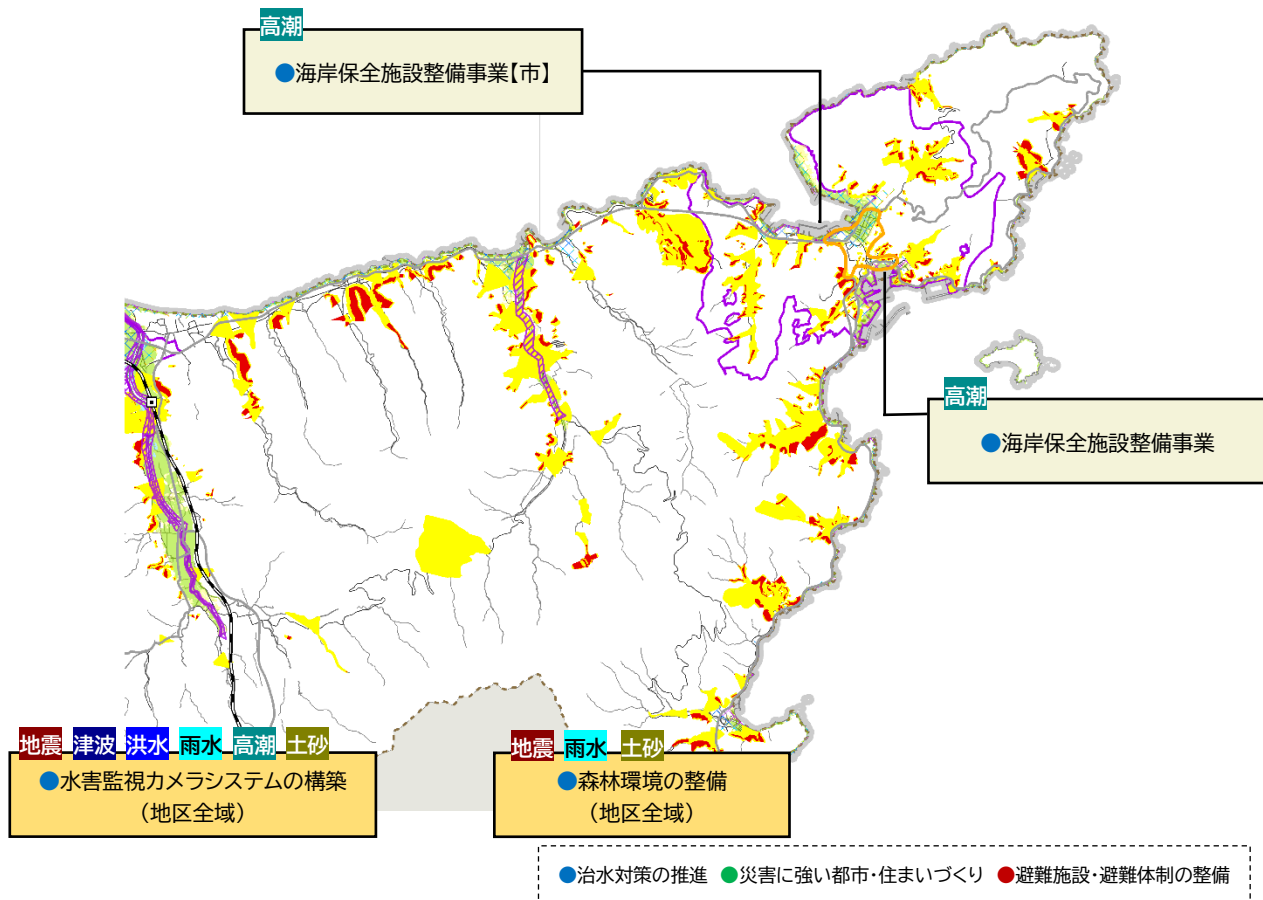 高潮
●海岸保全施設整備事業【市】
高潮
●海岸保全施設整備事業
地震 津波 洪水 雨水 高潮 土砂
●水害監視カメラシステムの構築
（地区全域）
地震 雨水 土砂
●森林環境の整備
（地区全域）
●治水対策の推進 ●災害に強い都市・住まいづくり ●避難施設・避難体制の整備